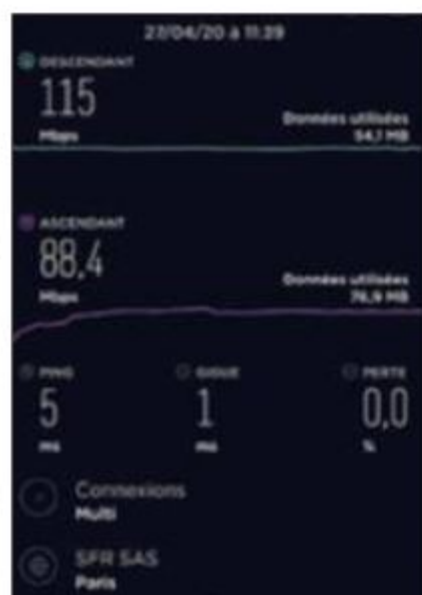 27/04/20 à 11:39
DESCENDANT
115
Mbps
Données utilisées
54,1 MB
ASCENDANT
88,4
Mbps
Données utilisées
76,9 MB
PING
5
ms
GIGUE
1
ms
PERTE
0,0
%
Connexions
Multi
SFR SAS
Paris